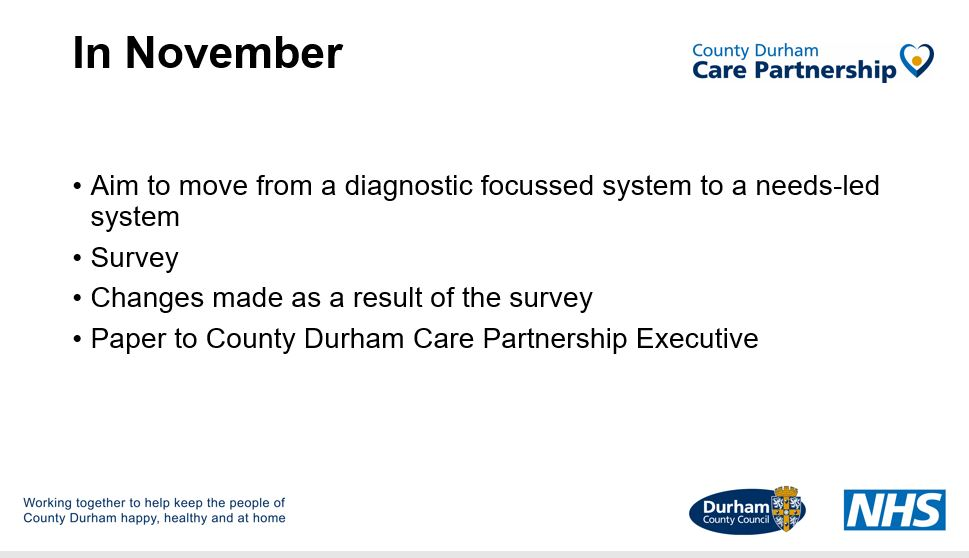 In November
County Durham
Care Partnership
• Aim to move from a diagnostic focussed system to a needs-led
system
• Survey
• Changes made as a result of the survey
• Paper to County Durham Care Partnership Executive
Working together to help keep the people of
County Durham happy, healthy and at home
Durham
County Council
NHS